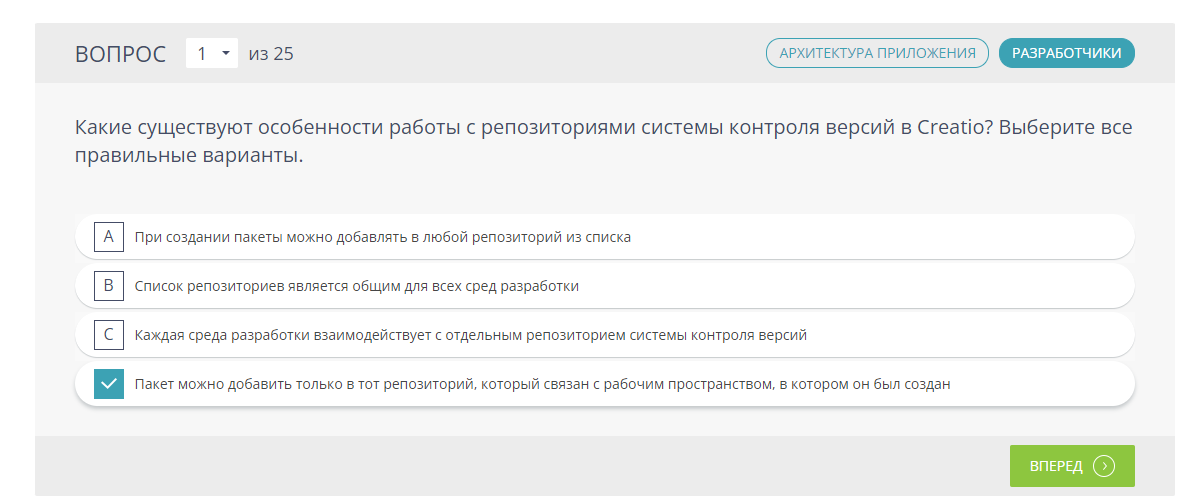 ВОПРОС 1 из 25
АРХИТЕКТУРА ПРИЛОЖЕНИЯ РАЗРАБОТЧИКИ
Какие существуют особенности работы с репозиториями системы контроля версий в Creatio? Выберите все
правильные варианты.
A При создании пакеты можно добавлять в любой репозиторий из списка
B Список репозиториев является общим для всех сред разработки
C Каждая среда разработки взаимодействует с отдельным репозиторием системы контроля версий
Пакет можно добавить только в тот репозиторий, который связан с рабочим пространством, в котором он был создан
ВПЕРЕД